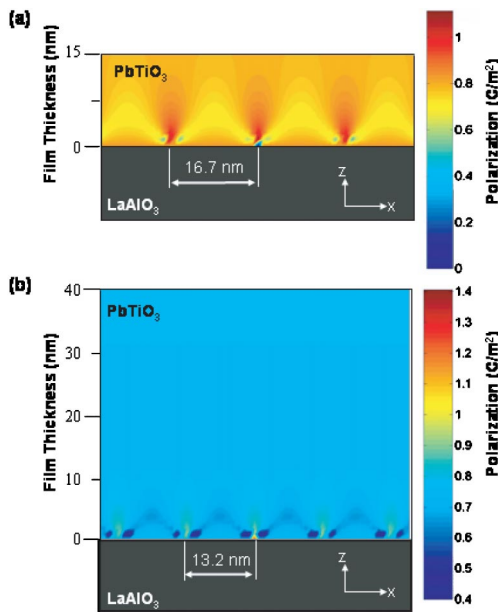 (a)
Film Thickness (nm)
15
0
PbTiO3
16.7 nm
Z
X
LaAlO3
1
0.8
0.6
0.4
0.2
0
Polarization (C/m²)
(b)
Film Thickness (nm)
40
30
20
10
0
PbTiO3
13.2 nm
Z
X
LaAlO3
1.4
1.3
1.2
1.1
1
0.9
0.8
0.7
0.6
0.5
0.4
Polarization (C/m²)